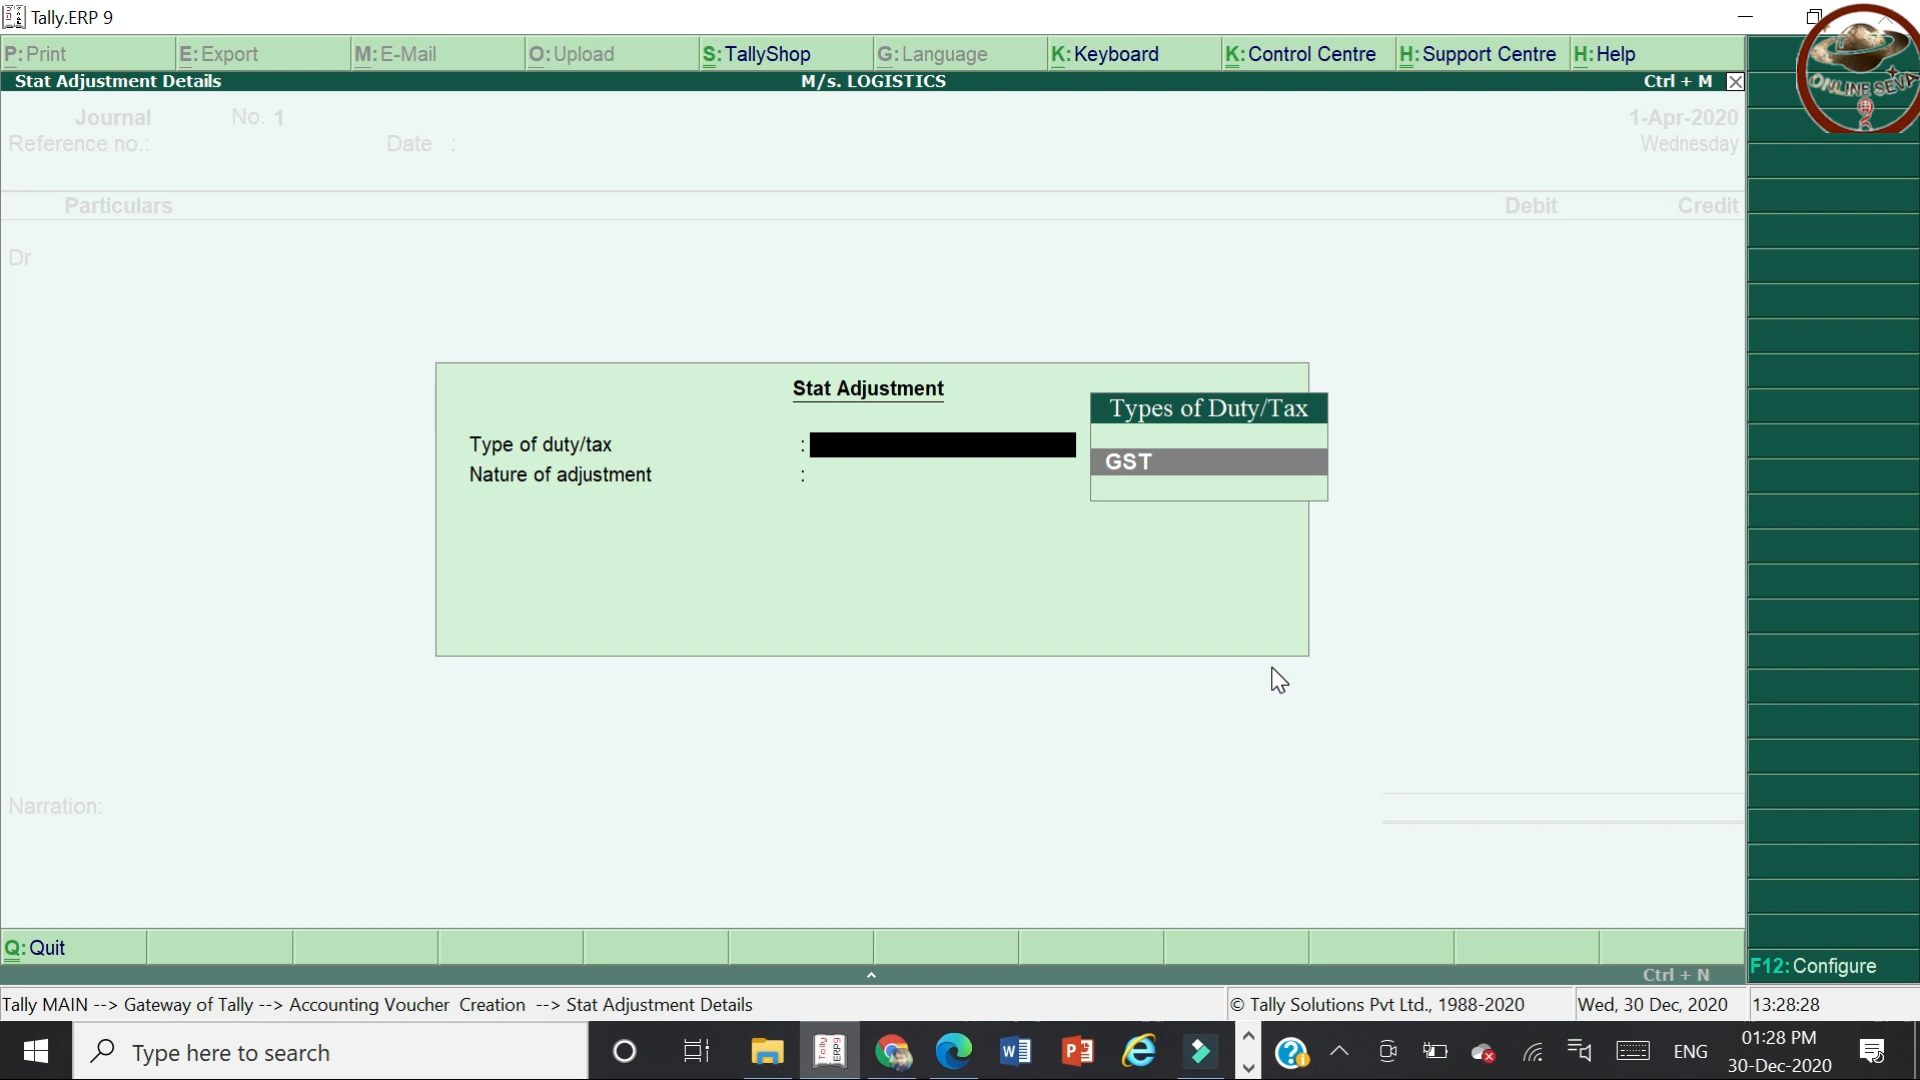 Tally.ERP 9
P: Print E: Export M: E-Mail O: Upload S: TallyShop G: Language K: Keyboard K: Control Centre H: Support Centre H: Help
Stat Adjustment Details M/s. LOGISTICS Ctrl + M
ONLINE SEVA
Journal No. 1 1-Apr-2020
Reference no.: Date : Wednesday
Particulars Debit Credit
Dr
Stat Adjustment
Types of Duty/Tax
Type of duty/tax :
GST
Nature of adjustment :
Narration:
Q: Quit
F12: Configure
Ctrl + N
Tally MAIN --> Gateway of Tally --> Accounting Voucher Creation --> Stat Adjustment Details © Tally Solutions Pvt Ltd., 1988-2020 Wed, 30 Dec, 2020 13:28:28
Type here to search ENG 01:28 PM
30-Dec-2020